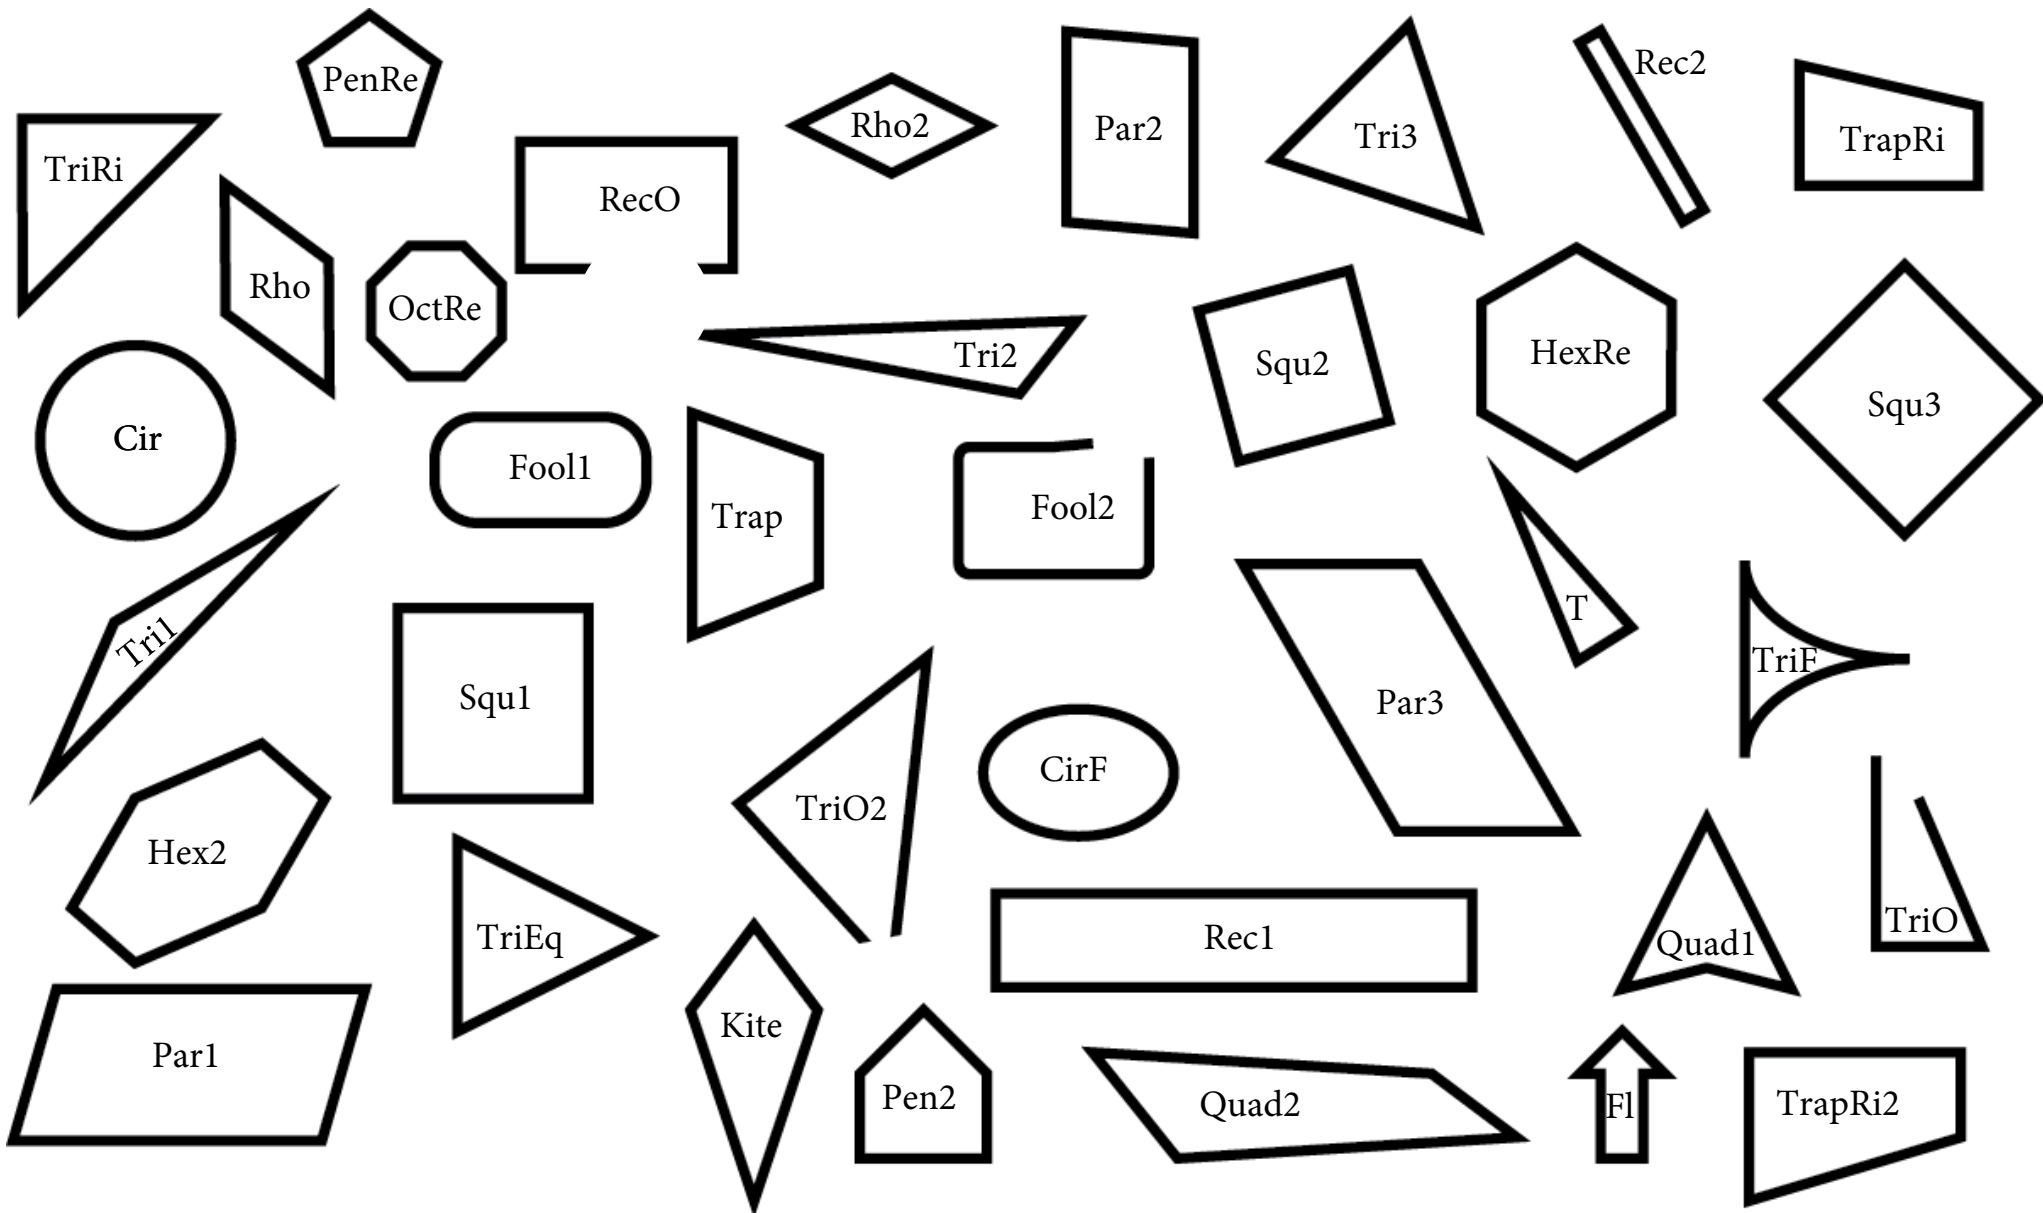 PenRe
Rec2
Rho2
Par2
Tri3
TrapRi
TriRi
RecO
Rho
OctRe
Tri2
Squ2
HexRe
Squ3
Cir
Fool1
Trap
Fool2
T
Tri1
TriF
Squ1
Par3
CirF
TriO2
Hex2
TriO
TriEq
Rec1
Quad1
Kite
Par1
Pen2
Quad2
Fl
TrapRi2